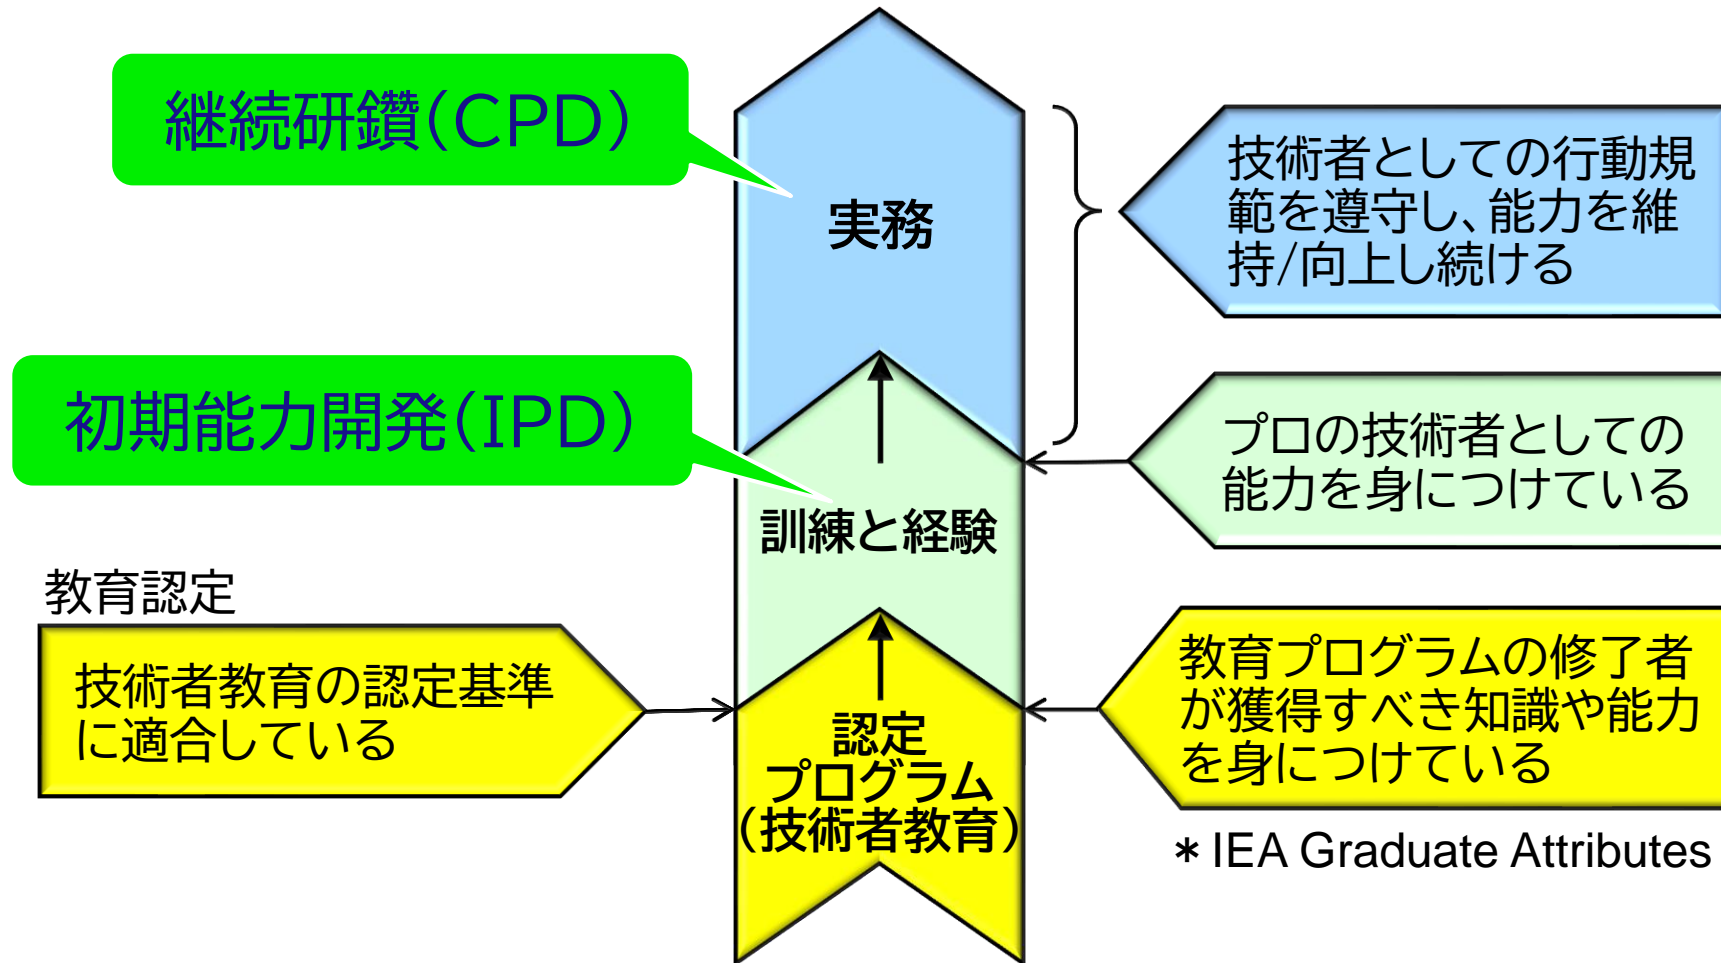 継続研鑽(CPD)
実務
技術者としての行動規
範を遵守し、能力を維
持/向上し続ける
初期能力開発(IPD)
訓練と経験
プロの技術者としての
能力を身につけている
教育認定
技術者教育の認定基準
に適合している
認定
プログラム
(技術者教育)
教育プログラムの修了者
が獲得すべき知識や能力
を身につけている
* IEA Graduate Attributes